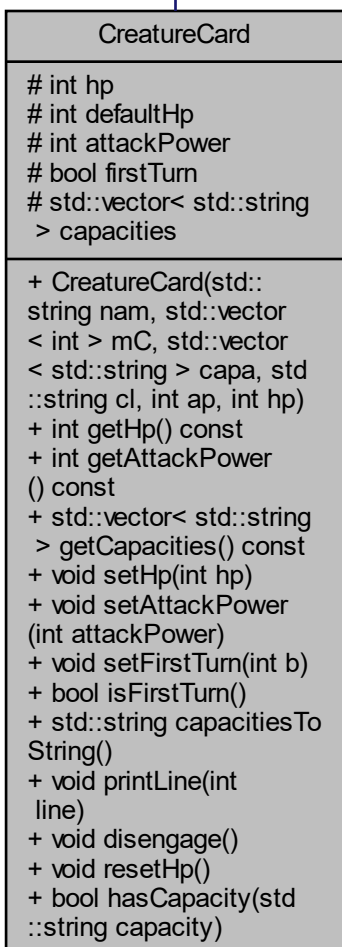 CreatureCard
# int hp
# int defaultHp
# int attackPower
# bool firstTurn
# std::vector< std::string
> capacities
+ CreatureCard(std::
string nam, std::vector
< int > mC, std::vector
< std::string > capa, std
::string cl, int ap, int hp)
+ int getHp() const
+ int getAttackPower
() const
+ std::vector< std::string
> getCapacities() const
+ void setHp(int hp)
+ void setAttackPower
(int attackPower)
+ void setFirstTurn(int b)
+ bool isFirstTurn()
+ std::string capacitiesTo
String()
+ void printLine(int
line)
+ void disengage()
+ void resetHp()
+ bool hasCapacity(std
::string capacity)